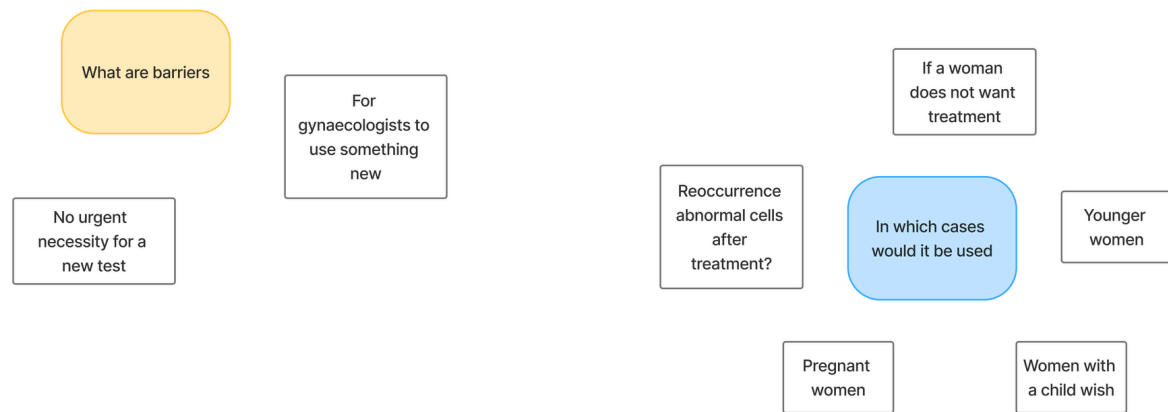 What are barriers
For
gynaecologists to
use something
new
No urgent
necessity for a
new test
If a woman
does not want
treatment
Reoccurrence
abnormal cells
after
treatment?
In which cases
would it be used
Younger
women
Pregnant
women
Women with
a child wish